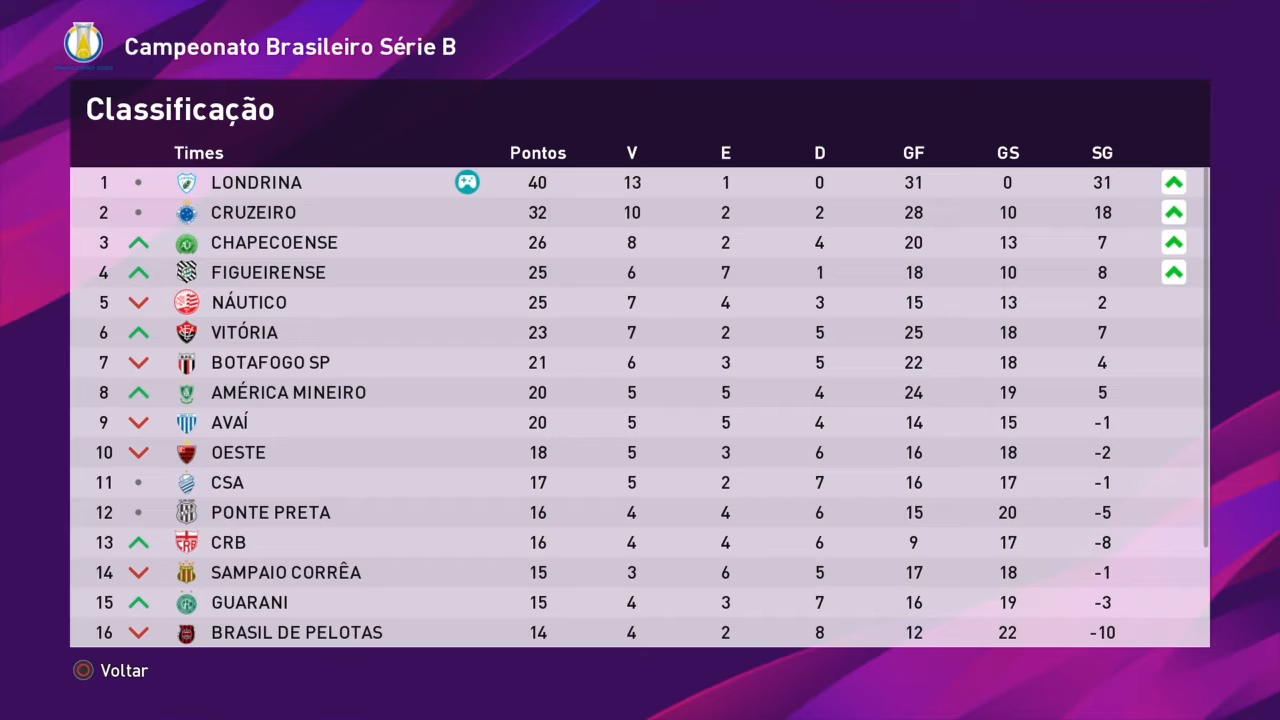 Campeonato Brasileiro Série B
Classificação
Times Pontos V E D GF GS SG
1 LONDRINA 40 13 1 0 31 0 31
2 CRUZEIRO 32 10 2 2 28 10 18
3 CHAPECOENSE 26 8 2 4 20 13 7
4 FIGUEIRENSE 25 6 7 1 18 10 8
5 NÁUTICO 25 7 4 3 15 13 2
6 VITÓRIA 23 7 2 5 25 18 7
7 BOTAFOGO SP 21 6 3 5 22 18 4
8 AMÉRICA MINEIRO 20 5 5 4 24 19 5
9 AVAÍ 20 5 5 4 14 15 -1
10 OESTE 18 5 3 6 16 18 -2
11 CSA 17 5 2 7 16 17 -1
12 PONTE PRETA 16 4 4 6 15 20 -5
13 CRB 16 4 4 6 9 17 -8
14 SAMPAIO CORRÊA 15 3 6 5 17 18 -1
15 GUARANI 15 4 3 7 16 19 -3
16 BRASIL DE PELOTAS 14 4 2 8 12 22 -10
Voltar